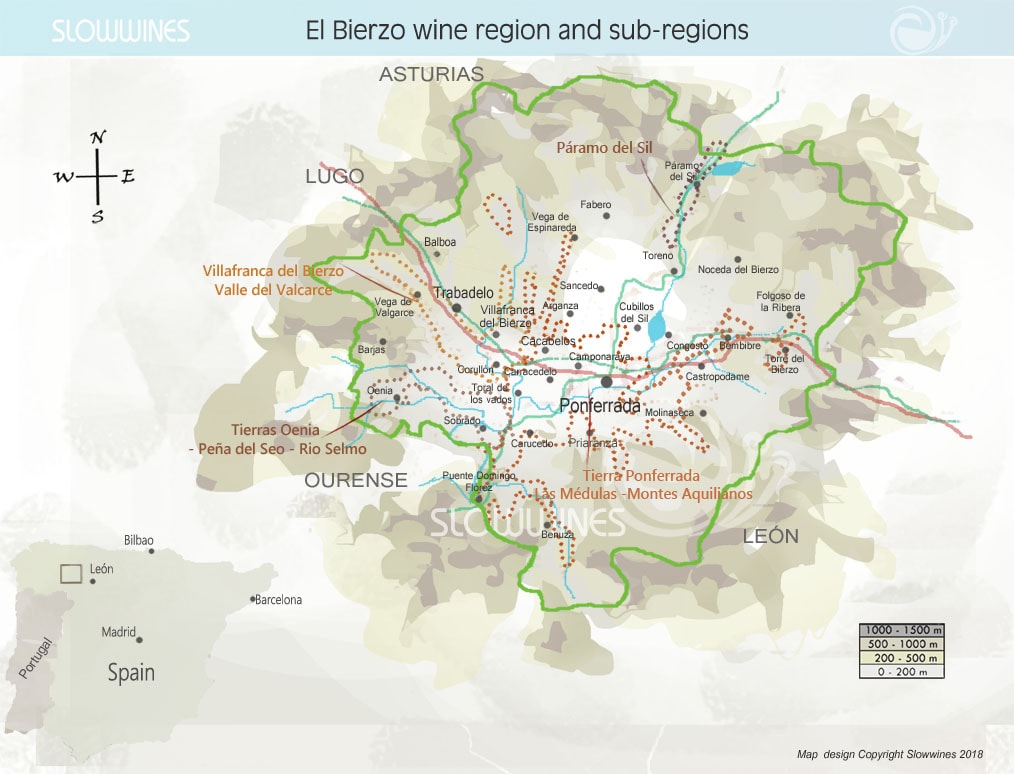 SLOWWINES
El Bierzo wine region and sub-regions
ASTURIAS
N
W E
S
LUGO
Páramo del Sil
Páramo
del Sil
Fabero
Vega de
Espinareda
Balboa
Toreno
Noceda del Bierzo
Villafranca del Bierzo
Valle del Valcarce
Trabadelo
Sancedo
Vega de
Valgarce
Villafranca
del Bierzo
Arganza
Cubillos
del Sil
Folgoso de
la Ribera
Barjas
Cacabelos
Camponaraya
Congosto
Bembibre
Torre del
Bierzo
Corullón
Carracedelo
Castropodame
Oenia
Toral de
los vados
Ponferrada
Molinaseca
Sobrado
Tierras Oenia
- Peña del Seo - Rio Selmo
Carucedo
Priaranza
OURENSE
Puente Domingo
Florez
Tierra Ponferrada
Las Médulas -Montes Aquilianos
SLOWWINES
Benuza
LEÓN
Bilbao
León
Barcelona
Madrid
Portugal
Spain
1000 - 1500 m
500 - 1000 m
200 - 500 m
0 - 200 m
Map design Copyright Slowwines 2018